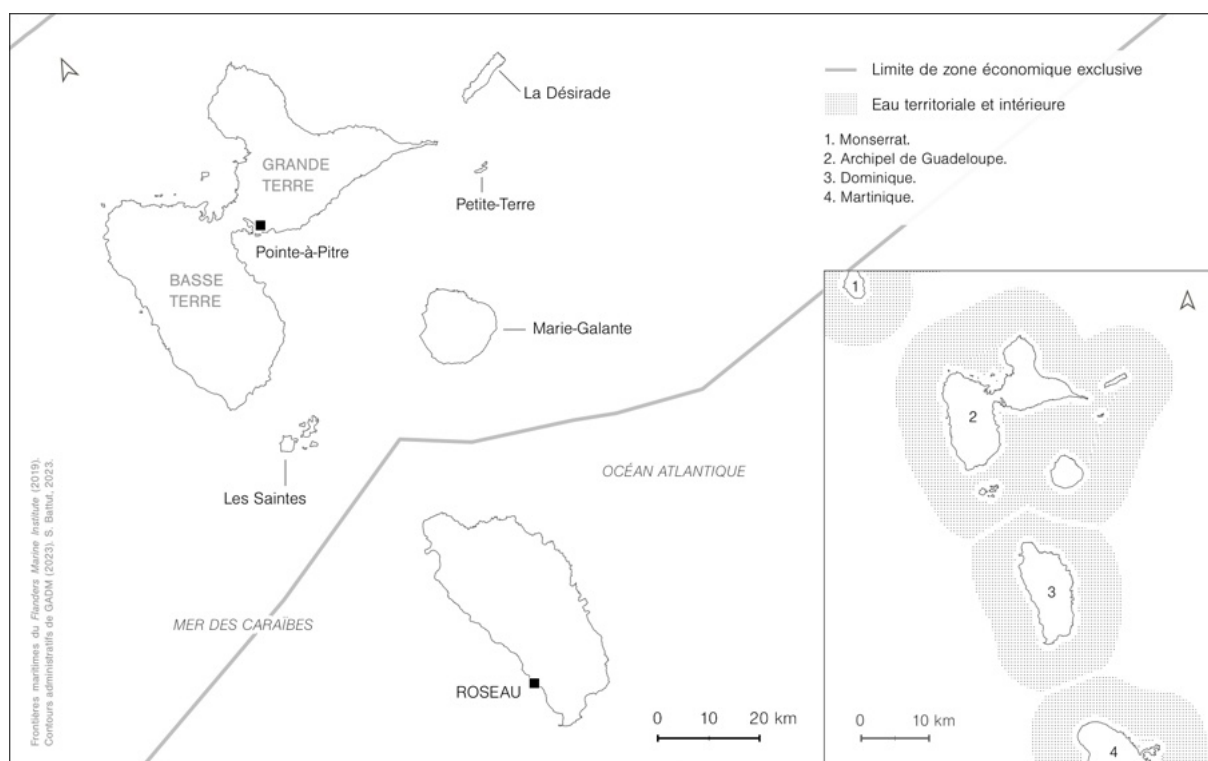 La Désirade
GRANDE
TERRE
Petite-Terre
Pointe-à-Pitre
BASSE
TERRE
Marie-Galante
Les Saintes
OCÉAN ATLANTIQUE
MER DES CARAÏBES
ROSEAU
0 10 20 km
Limite de zone économique exclusive
Eau territoriale et intérieure
1. Monserrat.
2. Archipel de Guadeloupe.
3. Dominique.
4. Martinique.
1
2
3
4
0 10 km
Frontières maritimes du Flanders Marine Institute (2019).
Contours administratifs de GADM (2023). S. Battut, 2023.